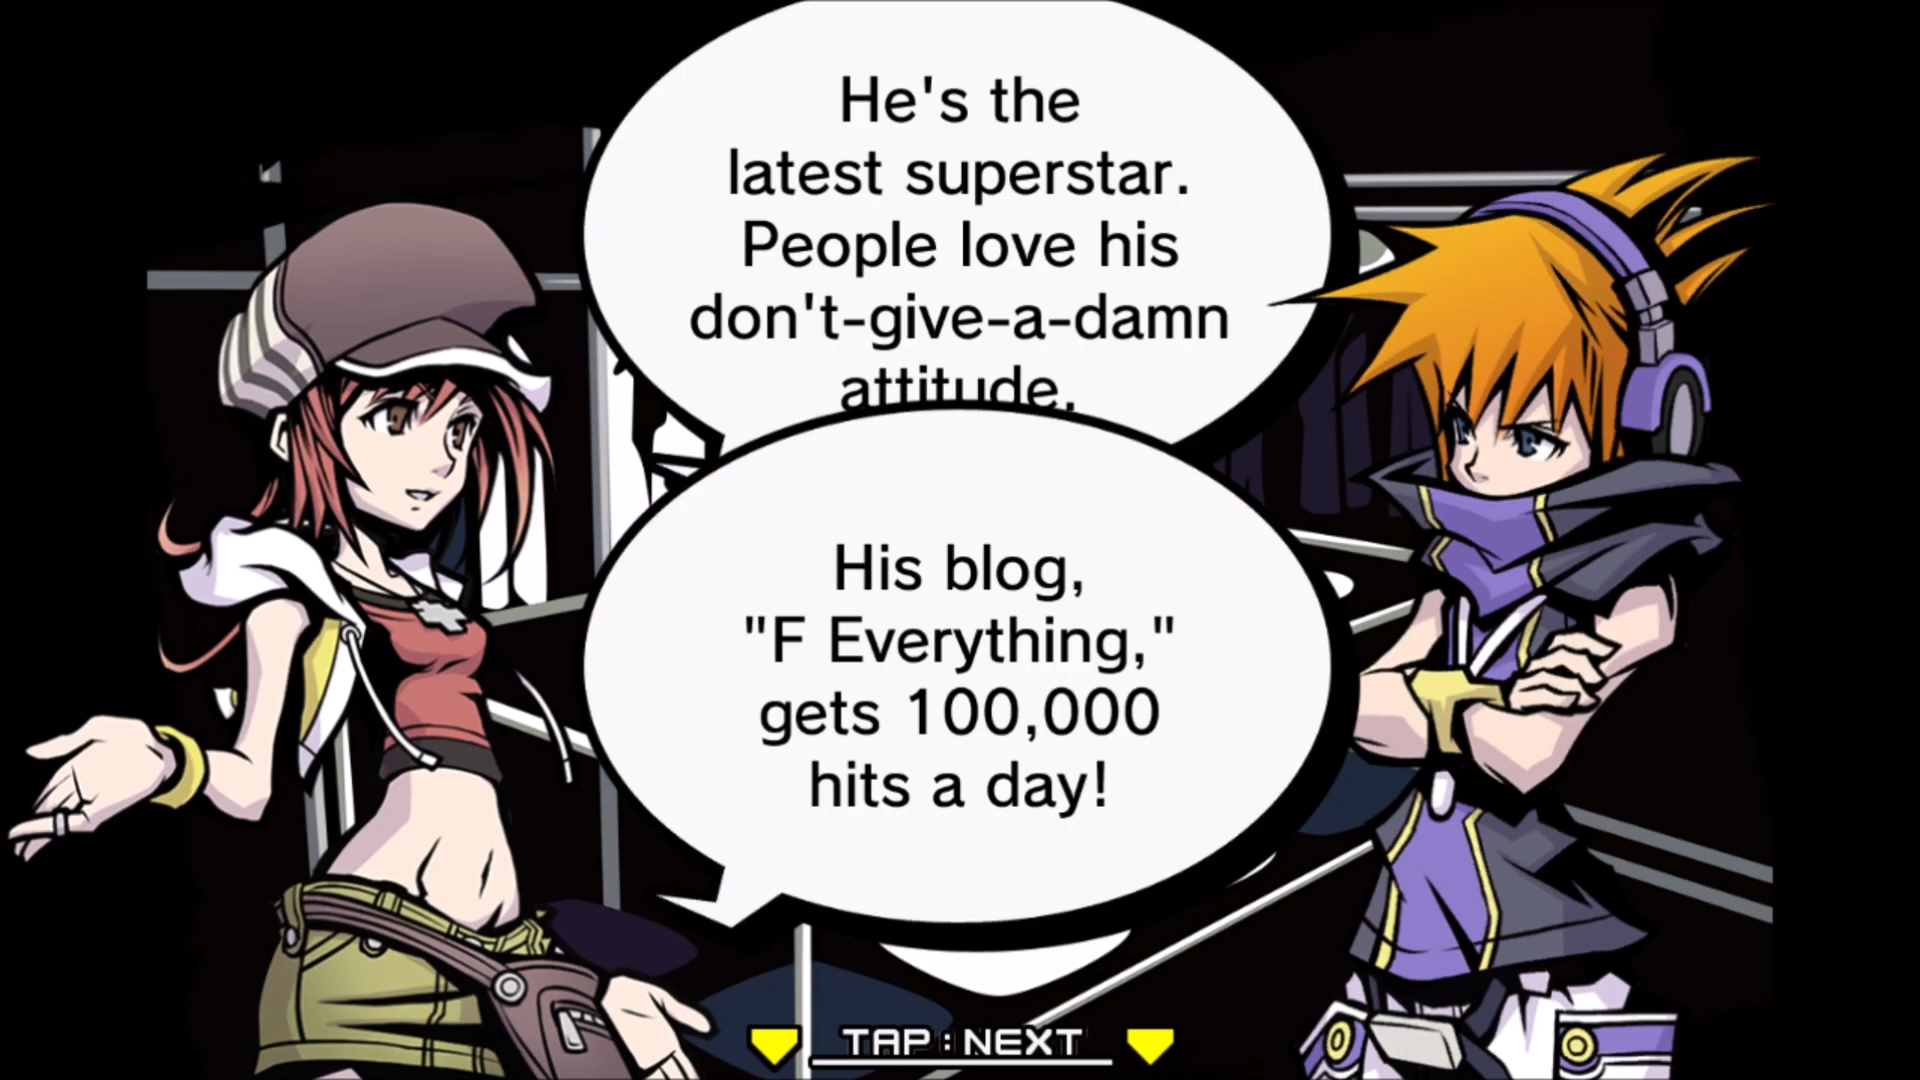 He's the
latest superstar.
People love his
don't-give-a-damn
attitude.
His blog,
"F Everything,"
gets 100,000
hits a day!
TAP : NEXT